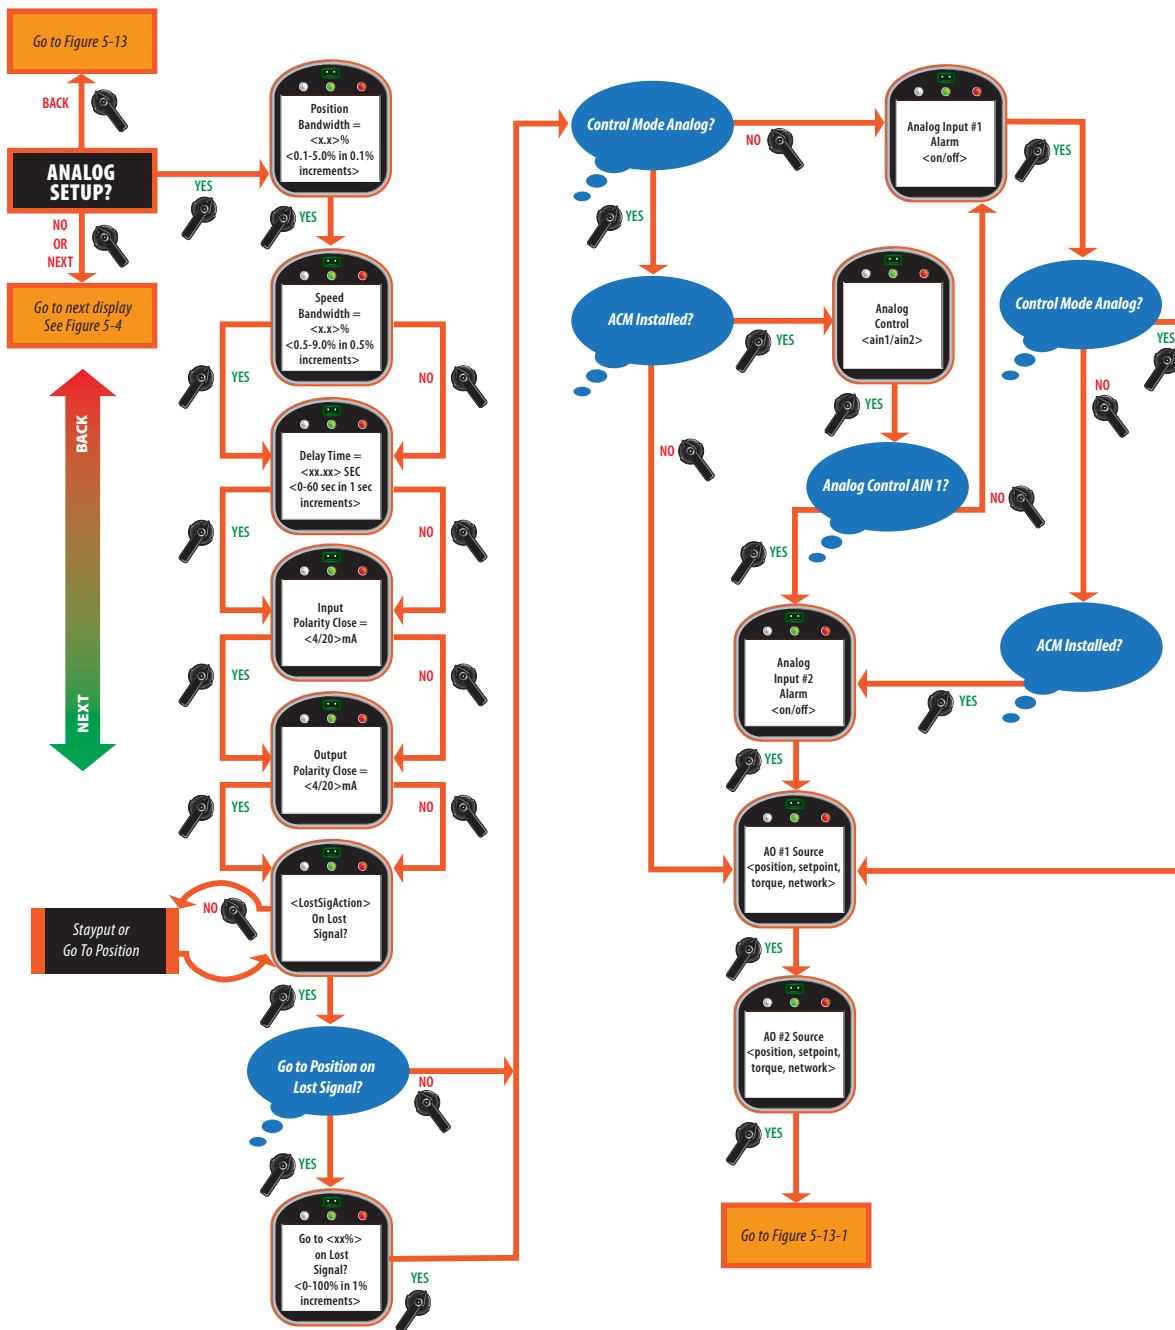 Go to Figure 5-13
BACK
ANALOG
SETUP?
YES
NO
OR
NEXT
Go to next display
See Figure 5-4
BACK
NEXT
Position
Bandwidth =
<x.x>%
<0.1-5.0% in 0.1%
increments>
YES
Speed
Bandwidth =
<x.x>%
<0.5-9.0% in 0.5%
increments>
YES
NO
Delay Time =
<xx.xx> SEC
<0-60 sec in 1 sec
increments>
YES
NO
Input
Polarity Close =
<4/20>mA
YES
NO
Output
Polarity Close =
<4/20>mA
YES
NO
<LostSigAction>
On Lost
Signal?
NO
Stayput or
Go To Position
YES
Go to Position on
Lost Signal?
NO
YES
Go to <xx%>
on Lost
Signal?
<0-100% in 1%
increments>
YES
Control Mode Analog?
NO
YES
Analog Input #1
Alarm
<on/off>
YES
ACM Installed?
YES
NO
Analog
Control
<ain1/ain2>
YES
Analog Control AIN 1?
NO
YES
Control Mode Analog?
YES
NO
ACM Installed?
YES
Analog
Input #2
Alarm
<on/off>
YES
AO #1 Source
<position, setpoint,
torque, network>
YES
AO #2 Source
<position, setpoint,
torque, network>
YES
Go to Figure 5-13-1